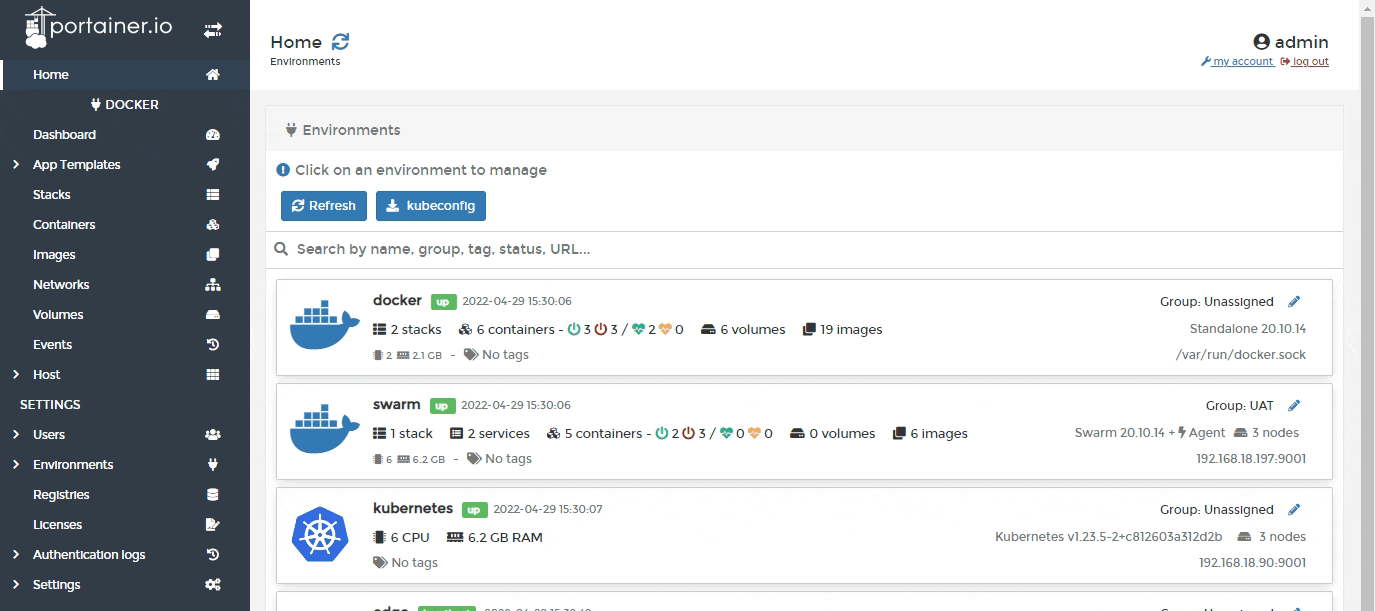 portainer.io
Home
DOCKER
Dashboard
App Templates
Stacks
Containers
Images
Networks
Volumes
Events
Host
SETTINGS
Users
Environments
Registries
Licenses
Authentication logs
Settings
Home
Environments
admin
my account log out
Environments
Click on an environment to manage
Refresh kubeconfig
Search by name, group, tag, status, URL...
docker up 2022-04-29 15:30:06 Group: Unassigned
2 stacks 6 containers - 3 3 / 2 0 6 volumes 19 images Standalone 20.10.14
2 2.1 GB - No tags /var/run/docker.sock
swarm up 2022-04-29 15:30:06 Group: UAT
1 stack 2 services 5 containers - 2 3 / 0 0 0 volumes 6 images Swarm 20.10.14 + Agent 3 nodes
6 6.2 GB - No tags 192.168.18.197:9001
kubernetes up 2022-04-29 15:30:07 Group: Unassigned
6 CPU 6.2 GB RAM Kubernetes v1.23.5-2+c812603a312d2b 3 nodes
No tags 192.168.18.90:9001